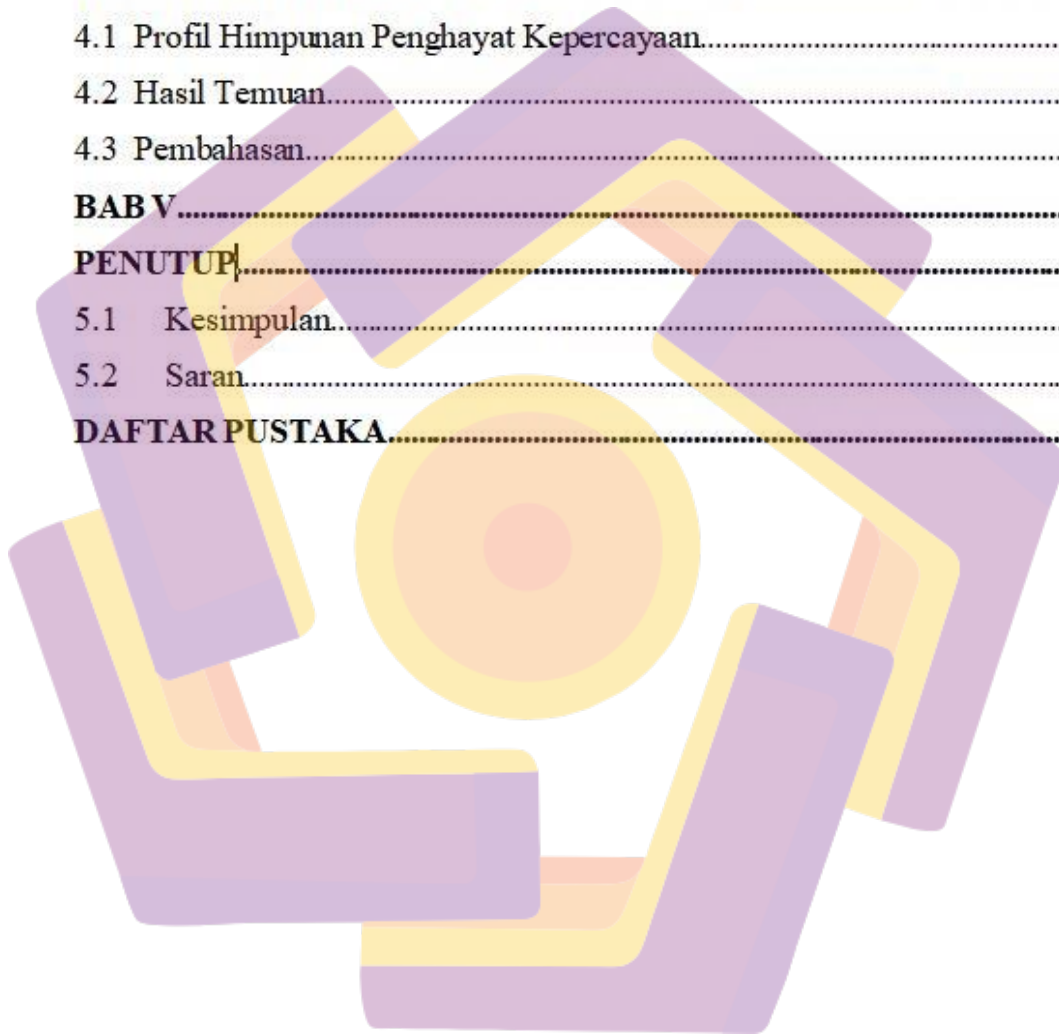 4.1 Profil Himpunan Penghayat Kepercayaan........................................
4.2 Hasil Temuan........................................
4.3 Pembahasan........................................
BAB V........................................
PENUTUP........................................
5.1 Kesimpulan........................................
5.2 Saran........................................
DAFTAR PUSTAKA........................................